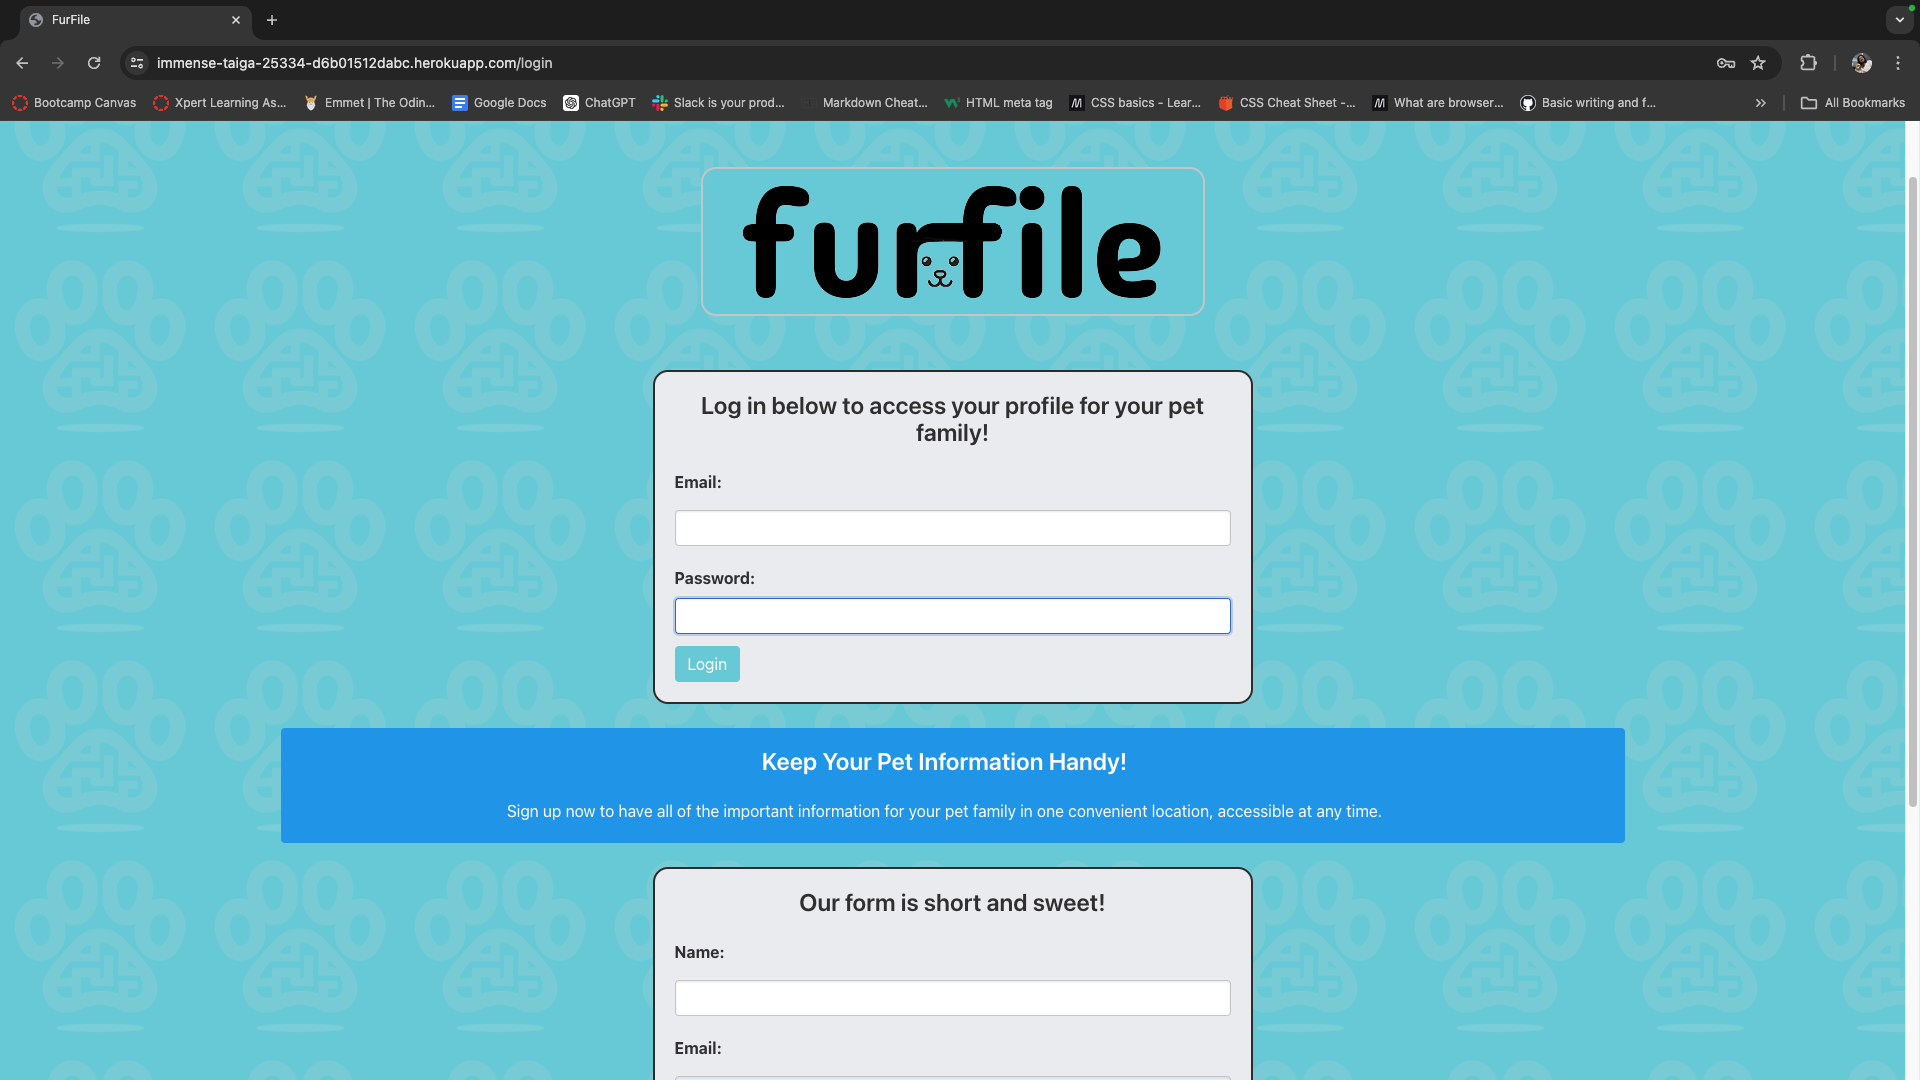 FurFile
immense-taiga-25334-d6b01512dabc.herokuapp.com/login
Bootcamp Canvas
Xpert Learning As...
Emmet | The Odin...
Google Docs
ChatGPT
Slack is your prod...
Markdown Cheat...
HTML meta tag
CSS basics - Lear...
CSS Cheat Sheet -...
What are browser...
Basic writing and f...
All Bookmarks
furfile
Log in below to access your profile for your pet
family!
Email:
Password:
Login
Keep Your Pet Information Handy!
Sign up now to have all of the important information for your pet family in one convenient location, accessible at any time.
Our form is short and sweet!
Name:
Email: